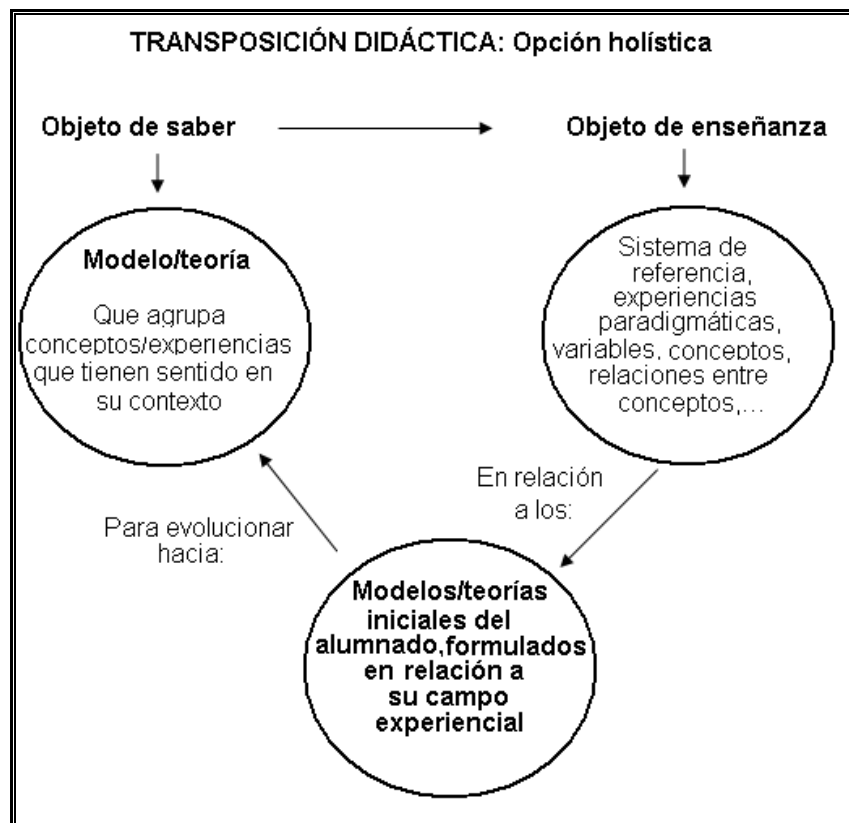 TRANSPOSICIÓN DIDÁCTICA: Opción holística
Objeto de saber
Objeto de enseñanza
Modelo/teoría
Que agrupa
conceptos/experiencias
que tienen sentido en
su contexto
Sistema de
referencia,
experiencias
paradigmáticas,
variables, conceptos,
relaciones entre
conceptos,...
En relación
a los:
Para evolucionar
hacia:
Modelos/teorías
iniciales del
alumnado,formulados
en relación a
su campo
experiencial